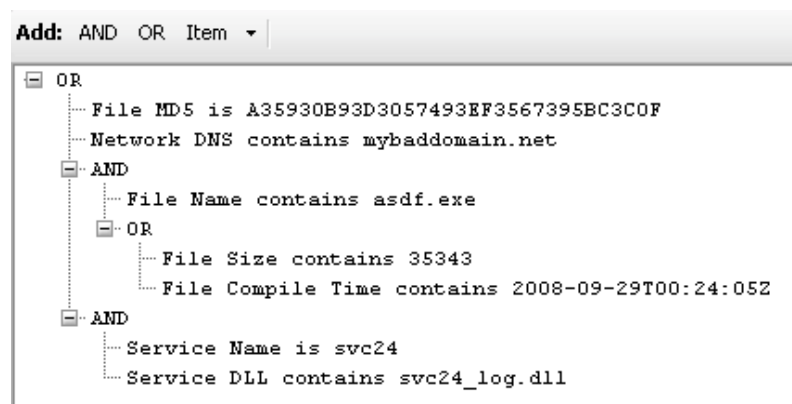 Add: AND OR Item
OR
File MD5 is A35930B93D3057493EF3567395BC3C0F
Network DNS contains mybaddomain.net
AND
File Name contains asdf.exe
OR
File Size contains 35343
File Compile Time contains 2008-09-29T00:24:05Z
AND
Service Name is svc24
Service DLL contains svc24_log.dll